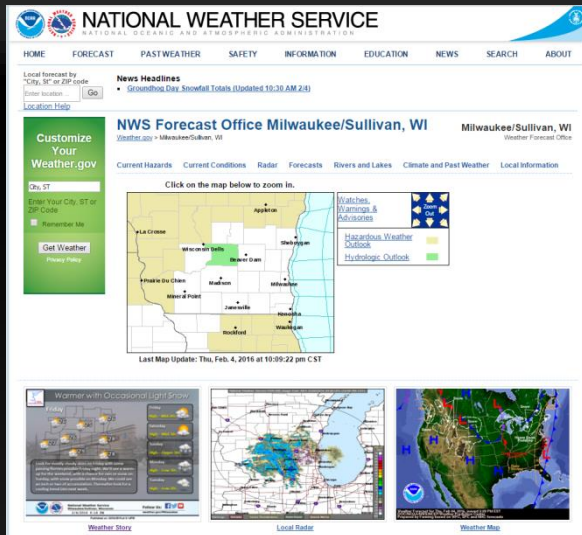 NATIONAL WEATHER SERVICE
NATIONAL OCEANIC AND ATMOSPHERIC ADMINISTRATION
HOME FORECAST PAST WEATHER SAFETY INFORMATION EDUCATION NEWS SEARCH ABOUT
Local forecast by
"City, St" or ZIP code
Enter location ... Go
Location Help
News Headlines
Groundhog Day Snowfall Totals (Updated 10:30 AM 2/4)
Customize
Your
Weather.gov
City, ST
Enter Your City, ST or
ZIP Code
Remember Me
Get Weather
Privacy Policy
NWS Forecast Office Milwaukee/Sullivan, WI
Weather.gov > Milwaukee/Sullivan, WI
Milwaukee/Sullivan, WI
Weather Forecast Office
Current Hazards Current Conditions Radar Forecasts Rivers and Lakes Climate and Past Weather Local Information
Click on the map below to zoom in.
Appleton
La Crosse
Sheboygan
Wisconsin Dells
Beaver Dam
Prairie Du Chien
Madison
Milwaukee
Mineral Point
Janesville
Kenosha
Waukegan
Rockford
Watches,
Warnings &
Advisories
Zoom
Out
Hazardous Weather
Outlook
Hydrologic Outlook
Last Map Update: Thu, Feb. 4, 2016 at 10:09:22 pm CST
Warmer with Occasional Light Snow
Friday
Weather Story
Local Radar
Weather Map